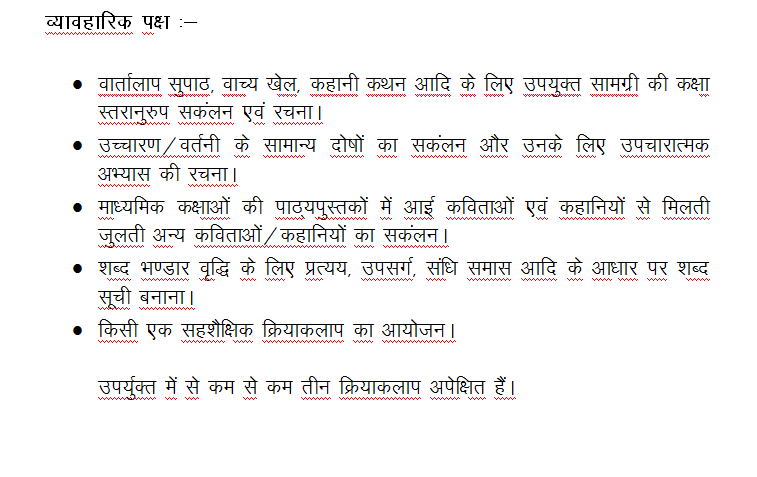 व्यावहारिक पक्ष :–
• वार्तालाप सुपाठ, वाच्य खेल, कहानी कथन आदि के लिए उपयुक्त सामग्री की कक्षा
स्तरानुरुप सकंलन एवं रचना।
• उच्चारण/वर्तनी के सामान्य दोषों का सकंलन और उनके लिए उपचारात्मक
अभ्यास की रचना।
• माध्यमिक कक्षाओं की पाठ्यपुस्तकों में आई कविताओं एवं कहानियों से मिलती
जुलती अन्य कविताओं/कहानियों का सकंलन।
• शब्द भण्डार वृद्धि के लिए प्रत्यय, उपसर्ग, संधि समास आदि के आधार पर शब्द
सूची बनाना।
• किसी एक सहशैक्षिक क्रियाकलाप का आयोजन।
उपर्युक्त में से कम से कम तीन क्रियाकलाप अपेक्षित हैं।